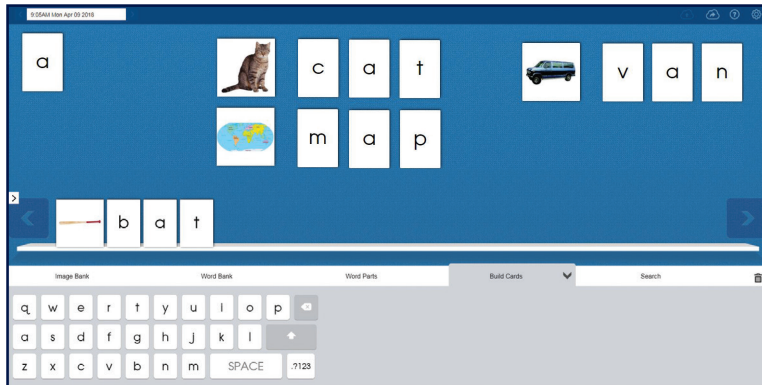 9:05AM Mon Apr 09 2018
a
c a t
v a n
m a p
b a t
Image Bank Word Bank Word Parts Build Cards Search
q w e r t y u i o p
a s d f g h j k l
z x c v b n m SPACE .?123